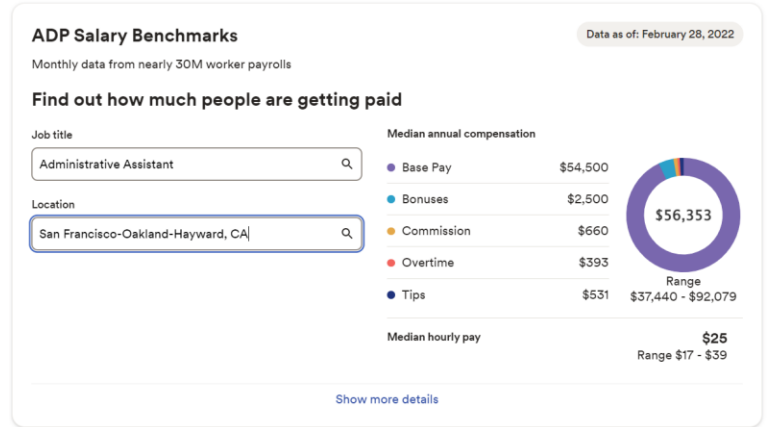 ADP Salary Benchmarks
Data as of: February 28, 2022
Monthly data from nearly 30M worker payrolls
Find out how much people are getting paid
Job title
Administrative Assistant
Location
San Francisco-Oakland-Hayward, CA
Median annual compensation
Base Pay $54,500
Bonuses $2,500
Commission $660
Overtime $393
Tips $531
$56,353
Range
$37,440 - $92,079
Median hourly pay
$25
Range $17 - $39
Show more details